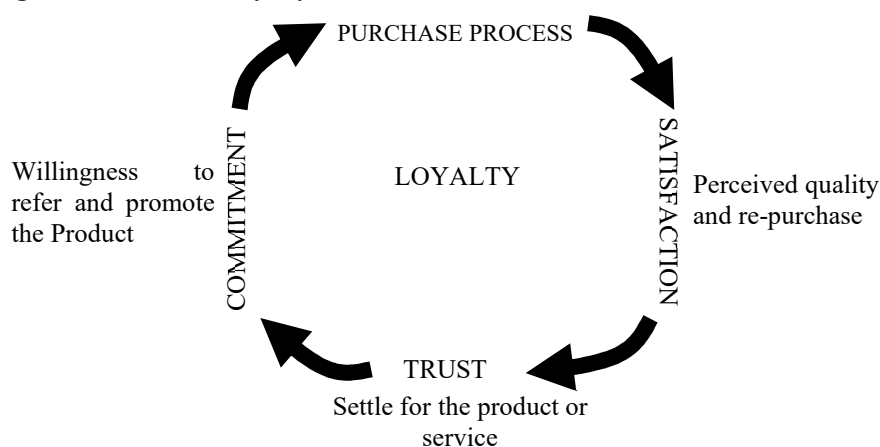 PURCHASE PROCESS
SATISFACTION
Perceived quality
and re-purchase
LOYALTY
COMMITMENT
Willingness to
refer and promote
the Product
TRUST
Settle for the product or
service